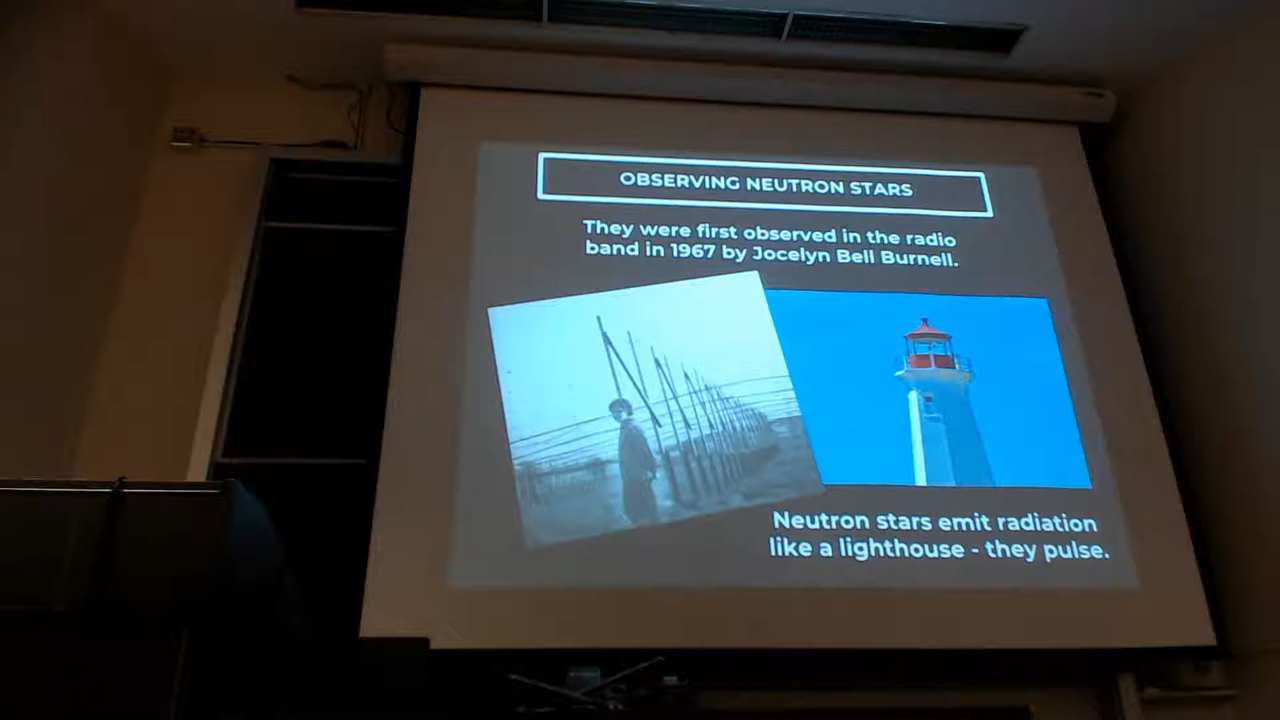 OBSERVING NEUTRON STARS
They were first observed in the radio
band in 1967 by Jocelyn Bell Burnell.
Neutron stars emit radiation
like a lighthouse - they pulse.